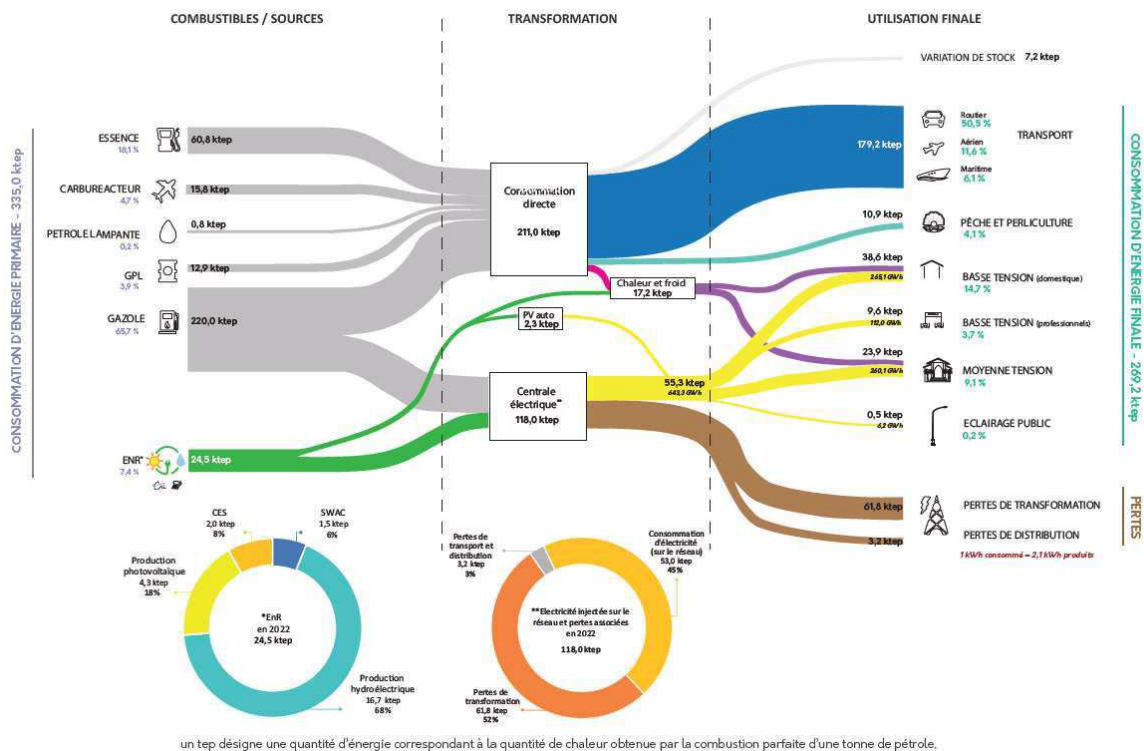 COMBUSTIBLES / SOURCES
TRANSFORMATION
UTILISATION FINALE
CONSOMMATION D'ENERGIE PRIMAIRE - 335,0 ktep
ESSENCE
18,1 %
60,8 ktep
CARBUREACTEUR
4,7 %
15,8 ktep
PETROLE LAMPANTE
0,2 %
0,8 ktep
GPL
3,9 %
12,9 ktep
GAZOLE
65,7 %
220,0 ktep
ENR*
7,4 %
24,5 ktep
Consommation
directe
211,0 ktep
Chaleur et froid
17,2 ktep
PV auto
2,3 ktep
Centrale
électrique**
118,0 ktep
55,3 ktep
643,3 GWh
VARIATION DE STOCK 7,2 ktep
179,2 ktep
Routier
50,5 %
Aérien
11,6 %
Maritime
6,1 %
TRANSPORT
10,9 ktep
PÊCHE ET PERLICULTURE
4,1 %
38,6 ktep
265,1 GWh
BASSE TENSION (domestique)
14,7 %
9,6 ktep
112,0 GWh
BASSE TENSION (professionnels)
3,7 %
23,9 ktep
260,1 GWh
MOYENNE TENSION
9,1 %
0,5 ktep
6,2 GWh
ECLAIRAGE PUBLIC
0,2 %
CONSOMMATION D'ENERGIE FINALE - 269,2 ktep
61,8 ktep
PERTES DE TRANSFORMATION
3,2 ktep
PERTES DE DISTRIBUTION
1 kWh consommé = 2,1 kWh produits
PERTES
CES
2,0 ktep
8%
SWAC
1,5 ktep
6%
Production
photovoltaïque
4,3 ktep
18%
*EnR
en 2022
24,5 ktep
Production
hydroélectrique
16,7 ktep
68%
Pertes de
transport et
distribution
3,2 ktep
3%
Consommation
d'électricité
(sur le réseau)
53,0 ktep
45%
**Electricité injectée sur le
réseau et pertes associées
en 2022
118,0 ktep
Pertes de
transformation
61,8 ktep
52%
un tep désigne une quantité d'énergie correspondant à la quantité de chaleur obtenue par la combustion parfaite d'une tonne de pétrole.